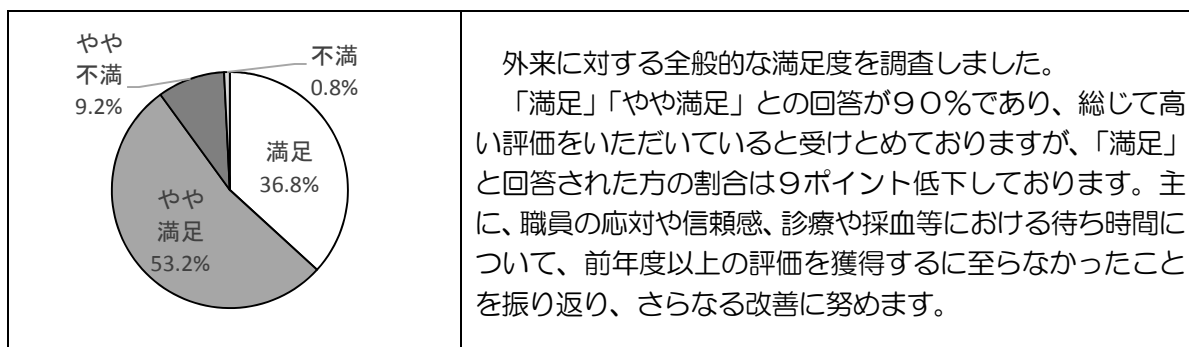 やや
不満
9.2%
不満
0.8%
満足
36.8%
やや
満足
53.2%
外来に対する全般的な満足度を調査しました。
「満足」「やや満足」との回答が９０％であり、総じて高
い評価をいただいていると受けとめておりますが、「満足」
と回答された方の割合は９ポイント低下しております。主
に、職員の応対や信頼感、診療や採血等における待ち時間に
ついて、前年度以上の評価を獲得するに至らなかったこと
を振り返り、さらなる改善に努めます。